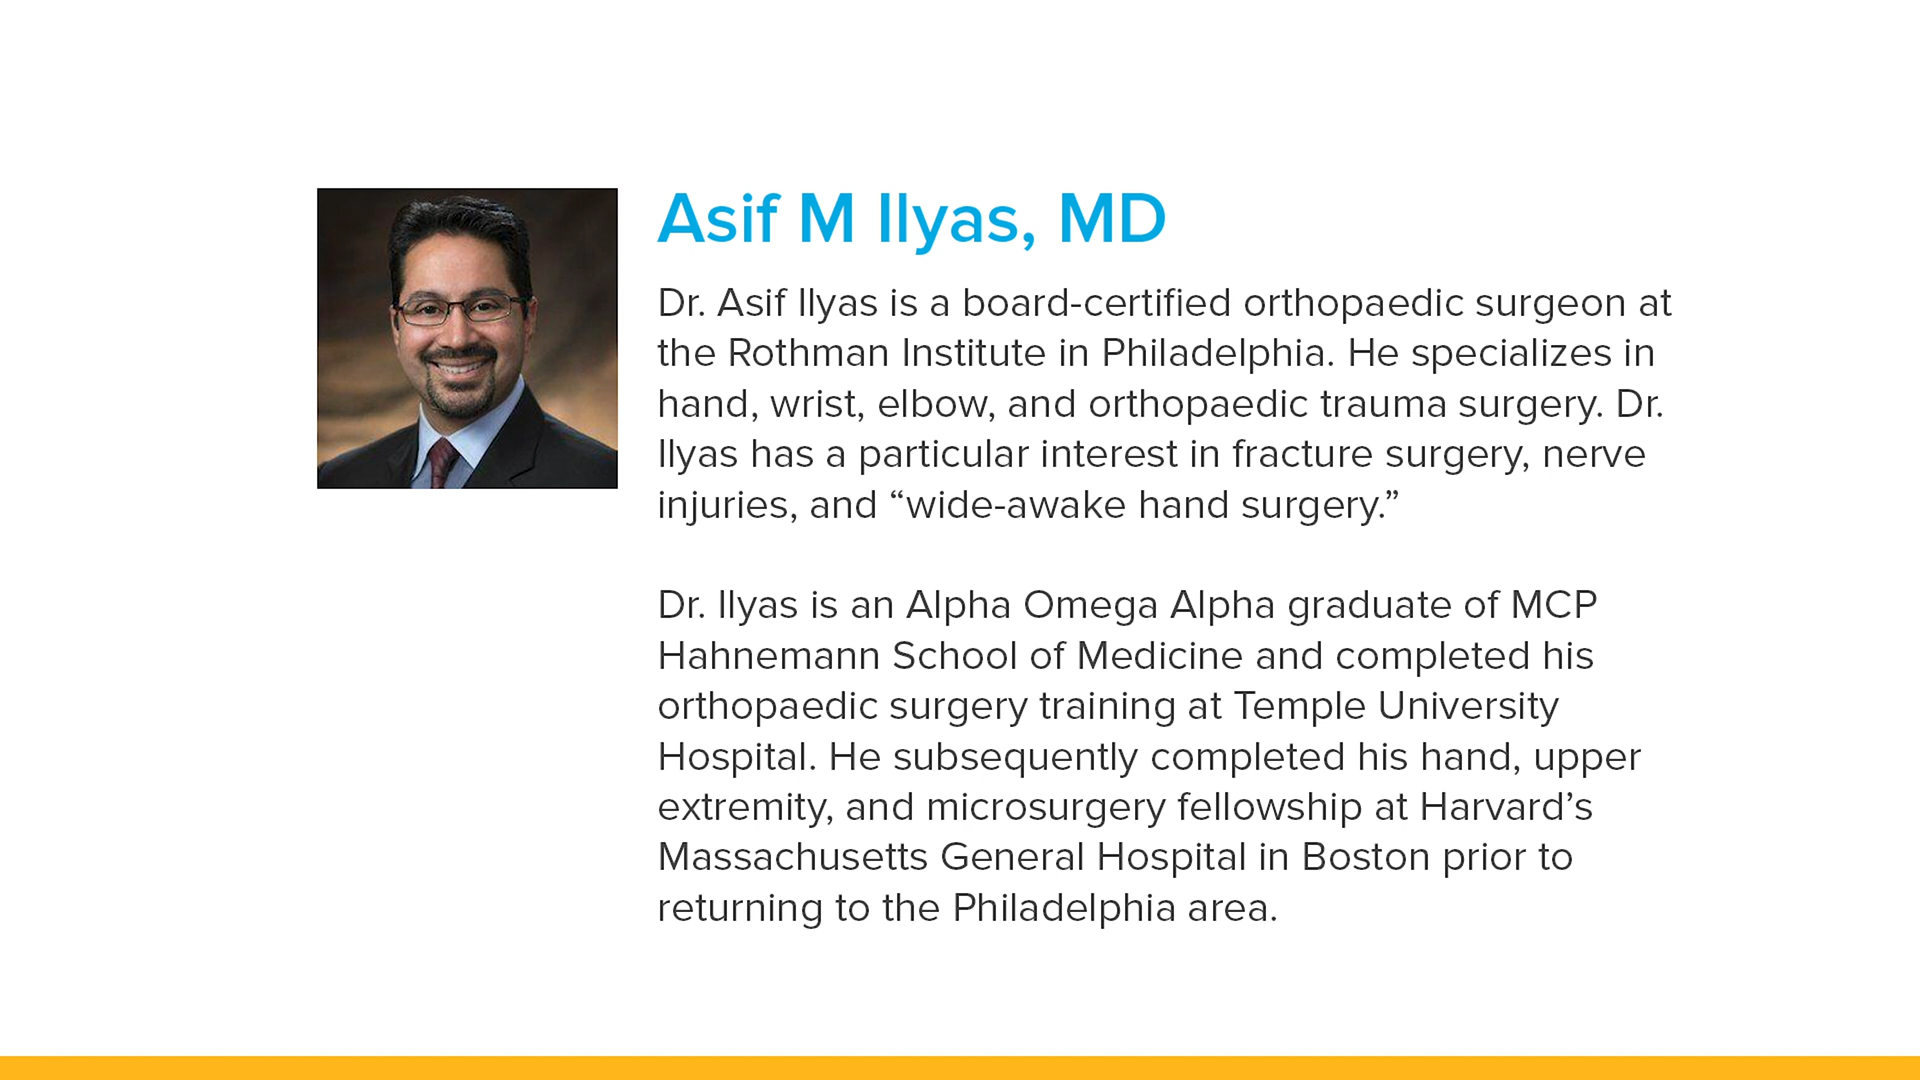 Asif M Ilyas, MD
Dr. Asif Ilyas is a board-certified orthopaedic surgeon at
the Rothman Institute in Philadelphia. He specializes in
hand, wrist, elbow, and orthopaedic trauma surgery. Dr.
Ilyas has a particular interest in fracture surgery, nerve
injuries, and “wide-awake hand surgery.”
Dr. Ilyas is an Alpha Omega Alpha graduate of MCP
Hahnemann School of Medicine and completed his
orthopaedic surgery training at Temple University
Hospital. He subsequently completed his hand, upper
extremity, and microsurgery fellowship at Harvard’s
Massachusetts General Hospital in Boston prior to
returning to the Philadelphia area.